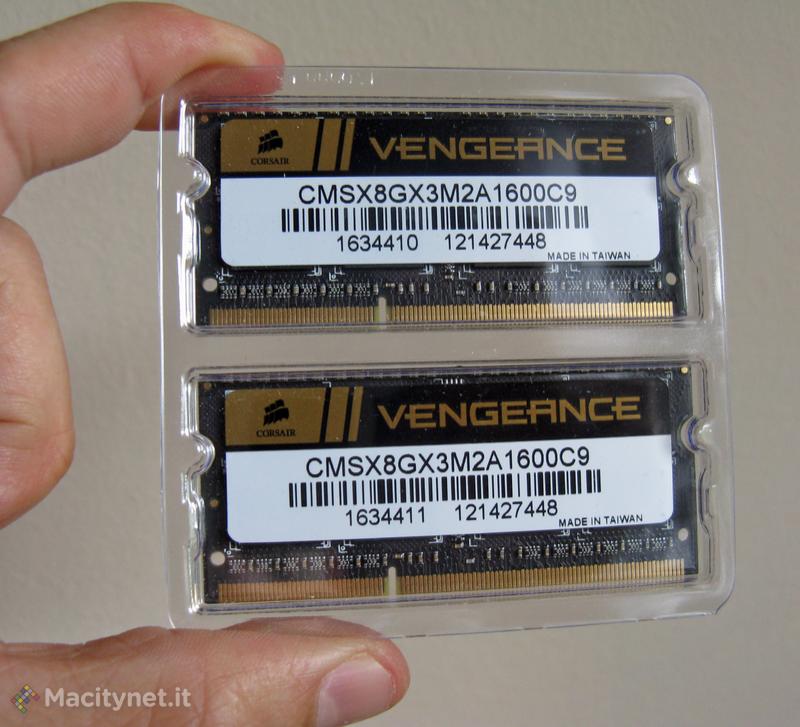 CORSAIR
VENGEANCE
CMSX8GX3M2A1600C9
1634410 121427448
MADE IN TAIWAN
CORSAIR
VENGEANCE
CMSX8GX3M2A1600C9
1634411 121427448
MADE IN TAIWAN
Macitynet.it